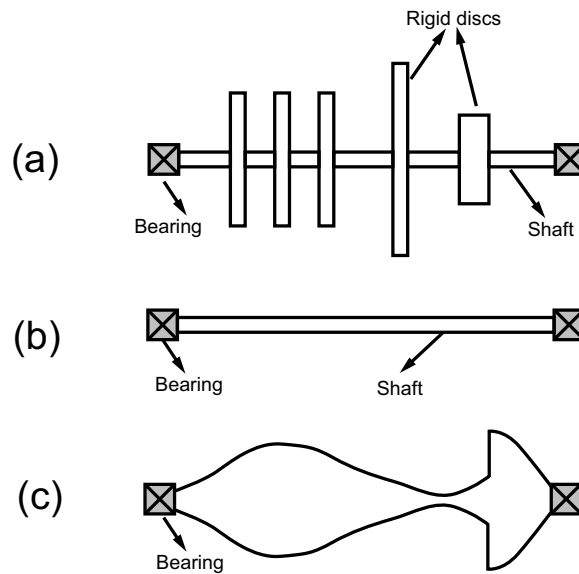 Rigid discs
(a)
Bearing
Shaft
(b)
Bearing
Shaft
(c)
Bearing